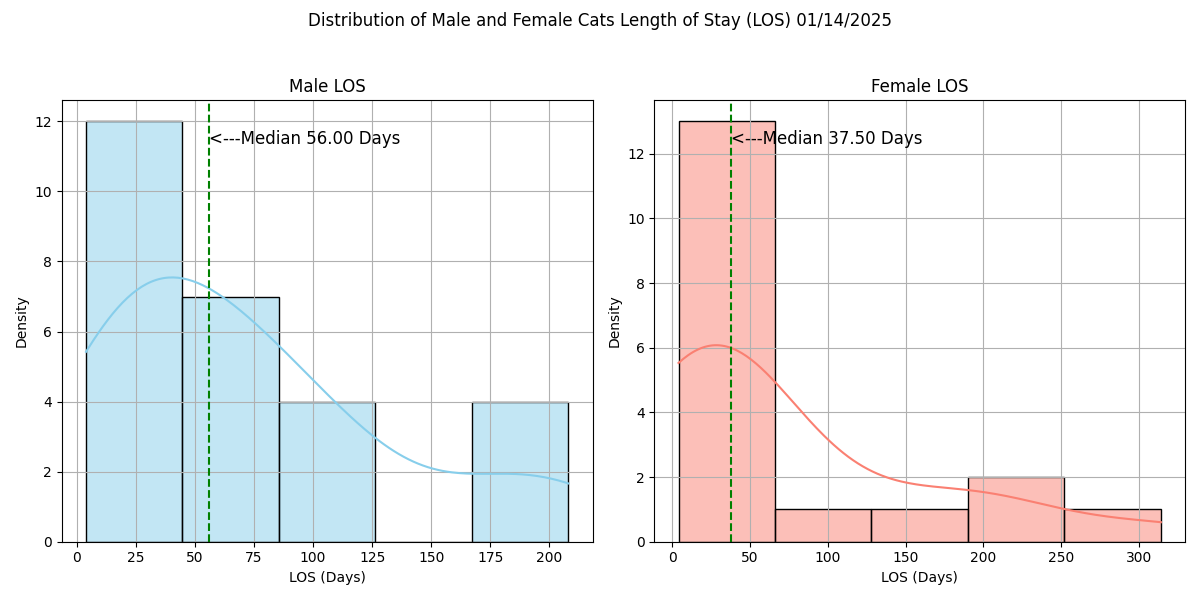 Distribution of Male and Female Cats Length of Stay (LOS) 01/14/2025
Male LOS
12
10
8
6
4
2
0
Density
<---Median 56.00 Days
0 25 50 75 100 125 150 175 200
LOS (Days)
Female LOS
12
10
8
6
4
2
0
Density
<---Median 37.50 Days
0 50 100 150 200 250 300
LOS (Days)